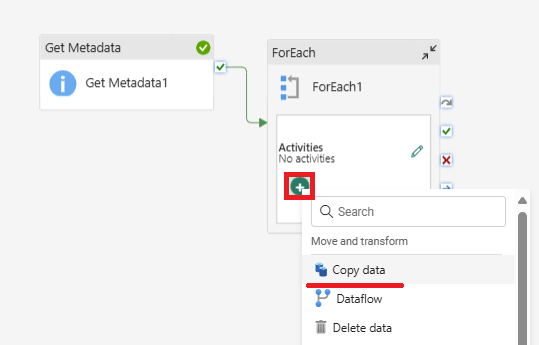 Get Metadata
Get Metadata1
ForEach
ForEach1
Activities
No activities
Search
Move and transform
Copy data
Dataflow
Delete data